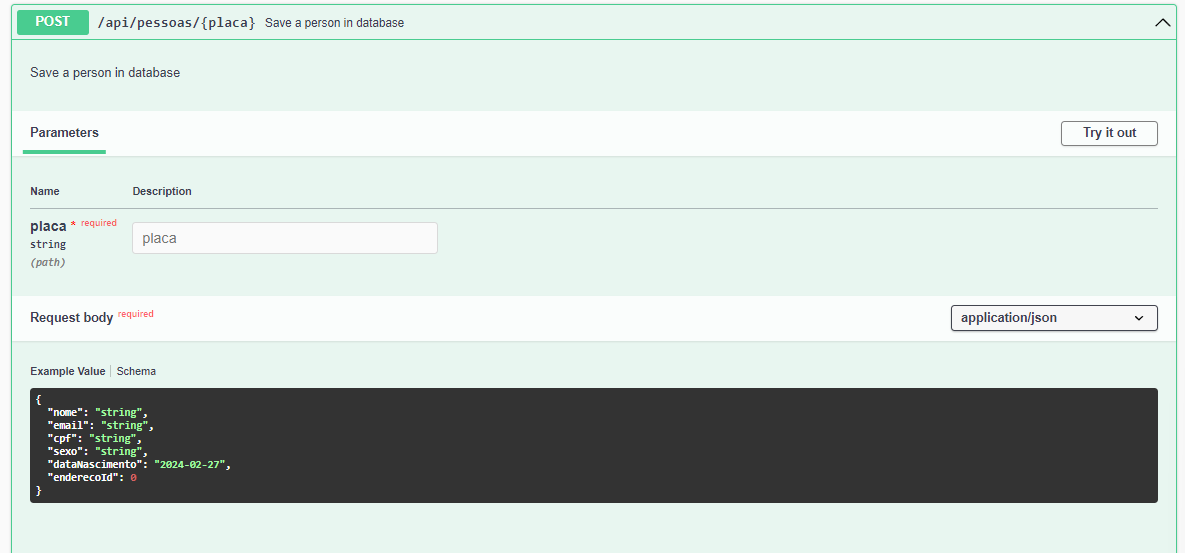 POST /api/pessoas/{placa} Save a person in database
Save a person in database
Parameters
Try it out
Name Description
placa * required
string
(path)
placa
Request body required
application/json
Example Value Schema
{
"nome": "string",
"email": "string",
"cpf": "string",
"sexo": "string",
"dataNascimento": "2024-02-27",
"enderecoId": 0
}